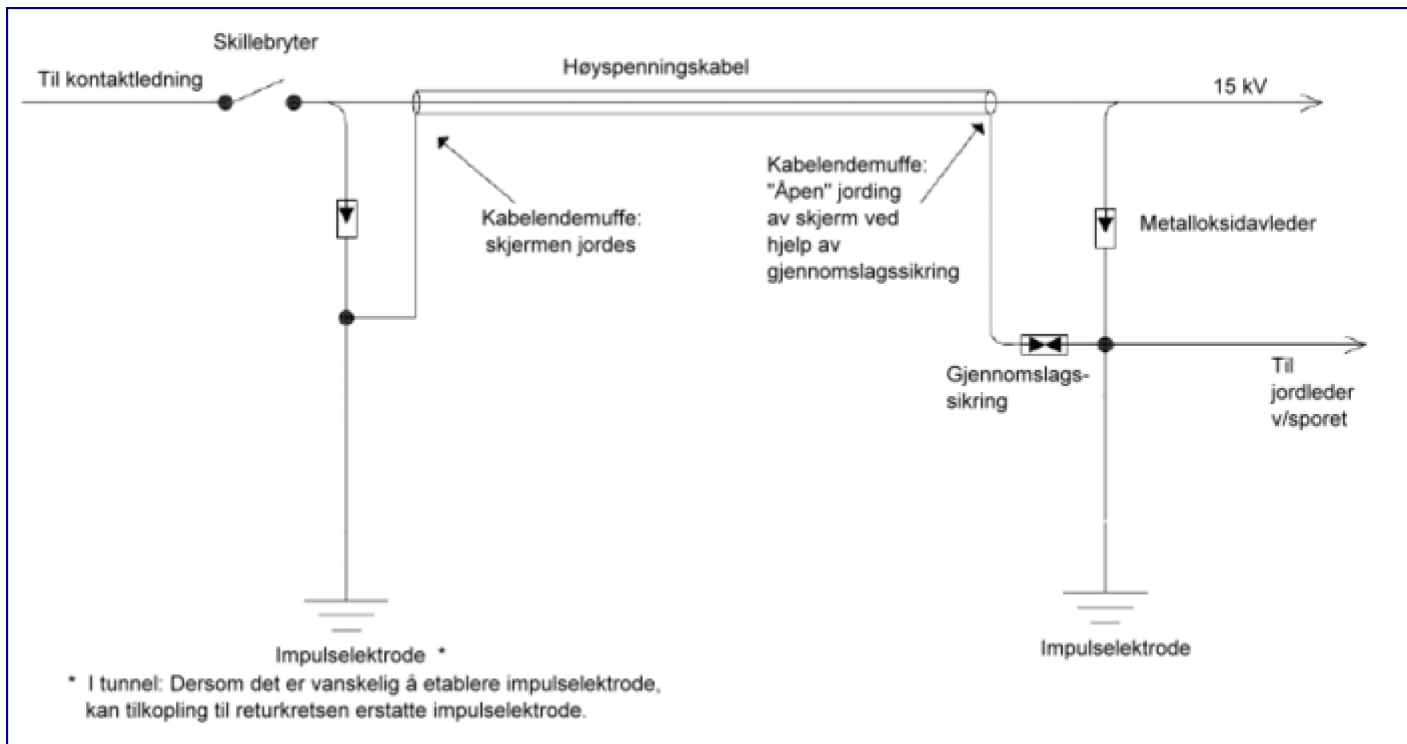 Skillebryter
Til kontaktledning
Høyspenningskabel
15 kV
Kabelendemuffe:
skjermen jordes
Kabelendemuffe:
"Åpen" jording
av skjerm ved
hjelp av
gjennomslagssikring
Metalloksidavleder
Gjennomslags-
sikring
Til
jordleder
v/sporet
Impulselektrode *
Impulselektrode
* I tunnel: Dersom det er vanskelig å etablere impulselektrode,
kan tilkopling til returkretsen erstatte impulselektrode.